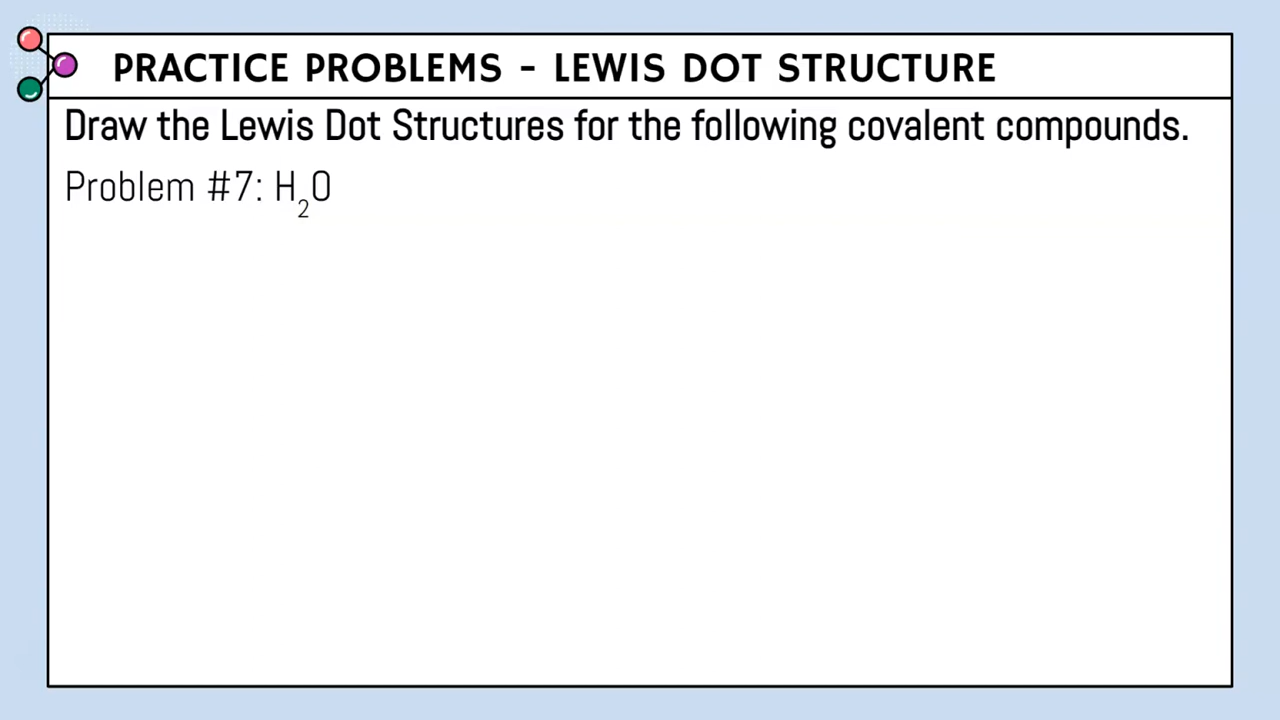 PRACTICE PROBLEMS - LEWIS DOT STRUCTURE
Draw the Lewis Dot Structures for the following covalent compounds.
Problem #7: H₂O